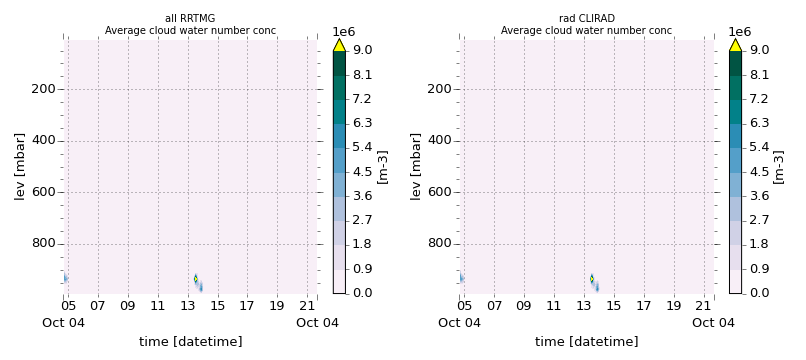 all RRTMG
Average cloud water number conc
1e6
9.0
8.1
7.2
6.3
5.4
4.5
3.6
2.7
1.8
0.9
0.0
[m-3]
200
400
600
800
lev [mbar]
05 07 09 11 13 15 17 19 21
Oct 04 Oct 04
time [datetime]
rad CLIRAD
Average cloud water number conc
1e6
9.0
8.1
7.2
6.3
5.4
4.5
3.6
2.7
1.8
0.9
0.0
[m-3]
200
400
600
800
lev [mbar]
05 07 09 11 13 15 17 19 21
Oct 04 Oct 04
time [datetime]